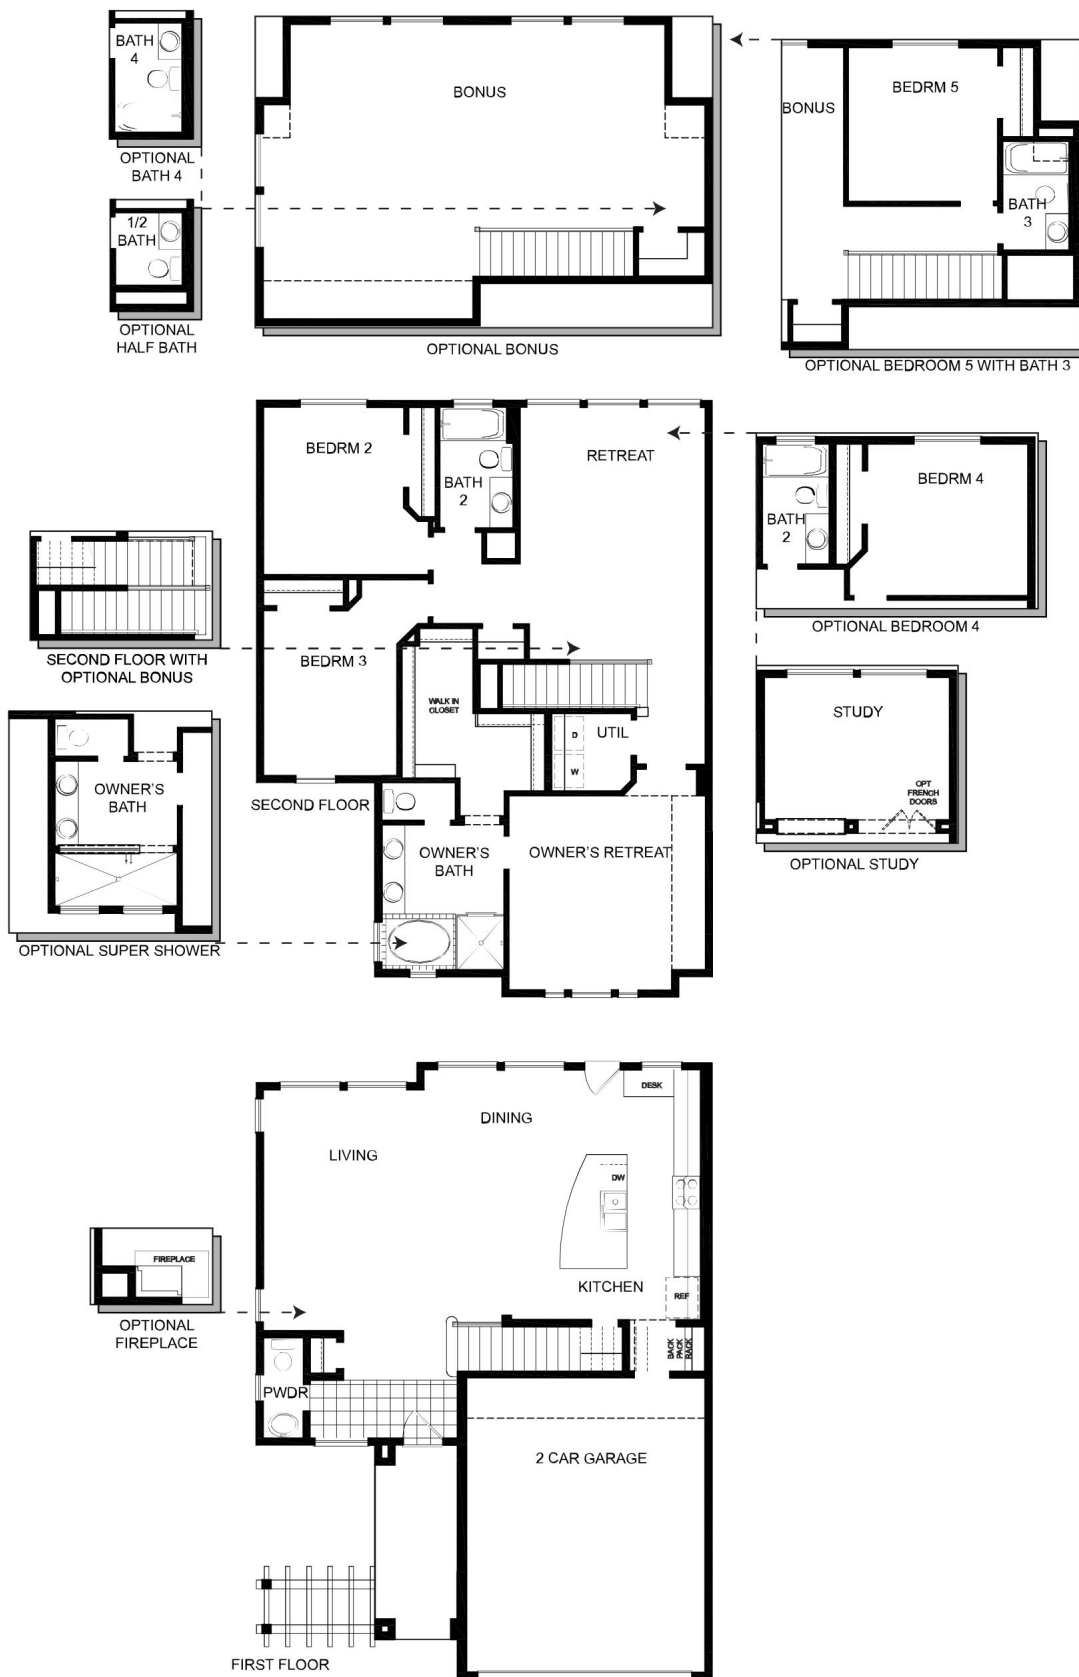 BATH
4
OPTIONAL
BATH 4
1/2
BATH
OPTIONAL
HALF BATH
BONUS
OPTIONAL BONUS
BONUS
BEDRM 5
BATH
3
OPTIONAL BEDROOM 5 WITH BATH 3
BEDRM 2
BATH
2
RETREAT
BEDRM 3
WALK IN
CLOSET
D
W
UTIL
SECOND FLOOR
OWNER'S
BATH
OWNER'S RETREAT
BATH
2
BEDRM 4
OPTIONAL BEDROOM 4
SECOND FLOOR WITH
OPTIONAL BONUS
OWNER'S
BATH
OPTIONAL SUPER SHOWER
STUDY
OPT
FRENCH
DOORS
OPTIONAL STUDY
DESK
DINING
LIVING
DW
KITCHEN
REF
BACK
PACK
RACK
FIREPLACE
OPTIONAL
FIREPLACE
PWDR
2 CAR GARAGE
FIRST FLOOR